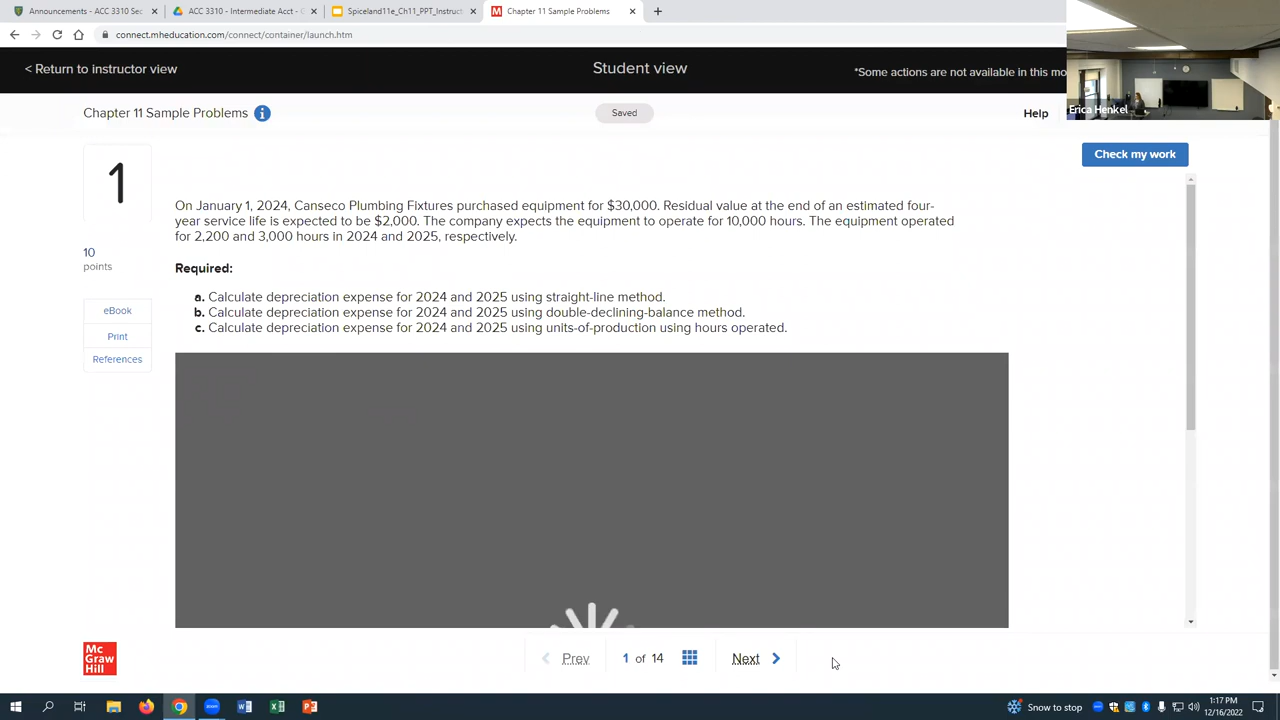 Announcements - ACC 3310 Sec
ACC 3310 - Intermediate Acct -
Spiceland11e_Ch11_PPT_Instruct
Chapter 11 Sample Problems
connect.mheducation.com/connect/container/launch.htm
< Return to instructor view
Student view
*Some actions are not available in this mo
Erica Henkel
Chapter 11 Sample Problems
Saved
Help
Check my work
1
10
points
eBook
Print
References
On January 1, 2024, Canseco Plumbing Fixtures purchased equipment for $30,000. Residual value at the end of an estimated four-
year service life is expected to be $2,000. The company expects the equipment to operate for 10,000 hours. The equipment operated
for 2,200 and 3,000 hours in 2024 and 2025, respectively.
Required:
a. Calculate depreciation expense for 2024 and 2025 using straight-line method.
b. Calculate depreciation expense for 2024 and 2025 using double-declining-balance method.
c. Calculate depreciation expense for 2024 and 2025 using units-of-production using hours operated.
Mc
Graw
Hill
Prev
1 of 14
Next
Snow to stop
1:17 PM
12/16/2022